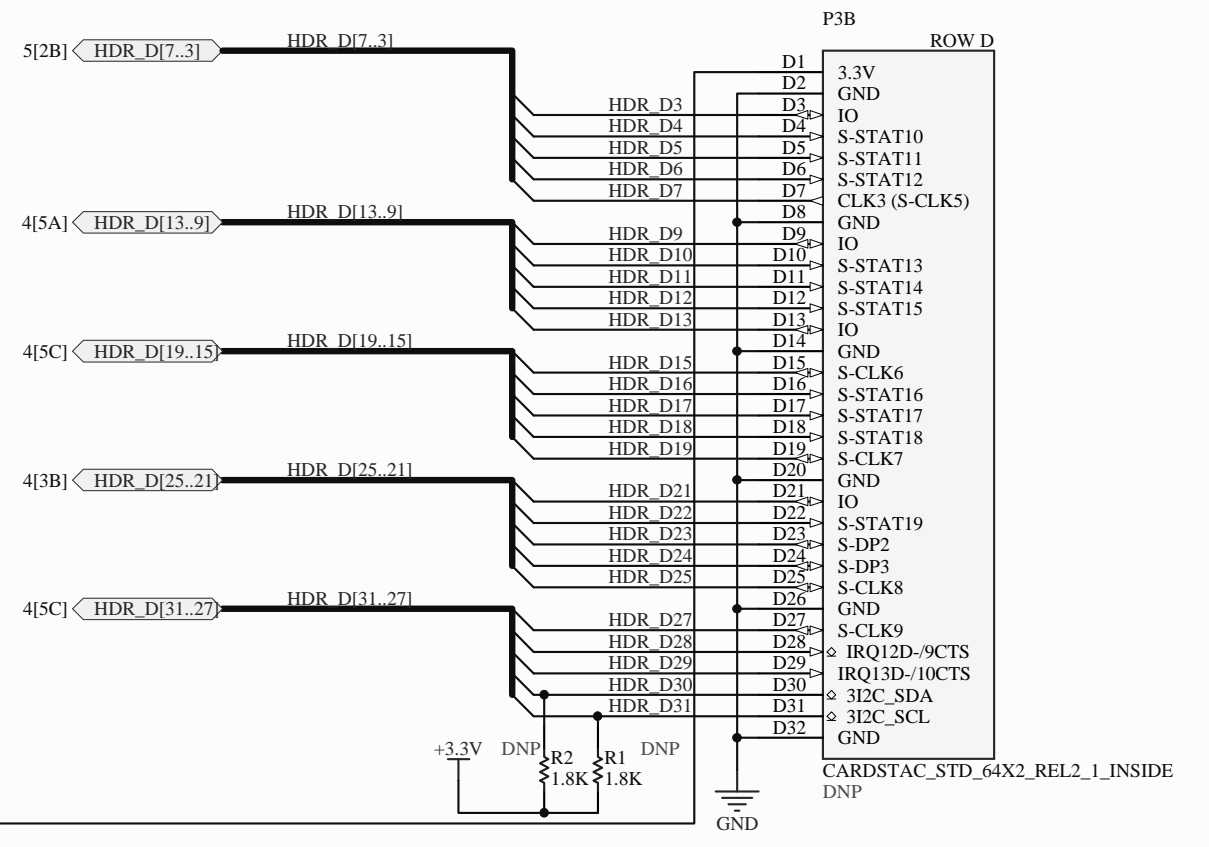 P3B
ROW D
5[2B] HDR_D[7..3] HDR_D[7..3]
D1 3.3V
D2 GND
HDR_D3 D3 IO
HDR_D4 D4 S-STAT10
HDR_D5 D5 S-STAT11
HDR_D6 D6 S-STAT12
HDR_D7 D7 CLK3 (S-CLK5)
4[5A] HDR_D[13..9] HDR_D[13..9]
D8 GND
HDR_D9 D9 IO
HDR_D10 D10 S-STAT13
HDR_D11 D11 S-STAT14
HDR_D12 D12 S-STAT15
HDR_D13 D13 IO
4[5C] HDR_D[19..15] HDR_D[19..15]
D14 GND
HDR_D15 D15 S-CLK6
HDR_D16 D16 S-STAT16
HDR_D17 D17 S-STAT17
HDR_D18 D18 S-STAT18
HDR_D19 D19 S-CLK7
4[3B] HDR_D[25..21] HDR_D[25..21]
D20 GND
HDR_D21 D21 IO
HDR_D22 D22 S-STAT19
HDR_D23 D23 S-DP2
HDR_D24 D24 S-DP3
HDR_D25 D25 S-CLK8
4[5C] HDR_D[31..27] HDR_D[31..27]
D26 GND
HDR_D27 D27 S-CLK9
HDR_D28 D28 IRQ12D-/9CTS
HDR_D29 D29 IRQ13D-/10CTS
HDR_D30 D30 3I2C_SDA
HDR_D31 D31 3I2C_SCL
D32 GND
+3.3V DNP R2 R1 DNP
1.8K 1.8K
CARDSTAC_STD_64X2_REL2_1_INSIDE
DNP
GND